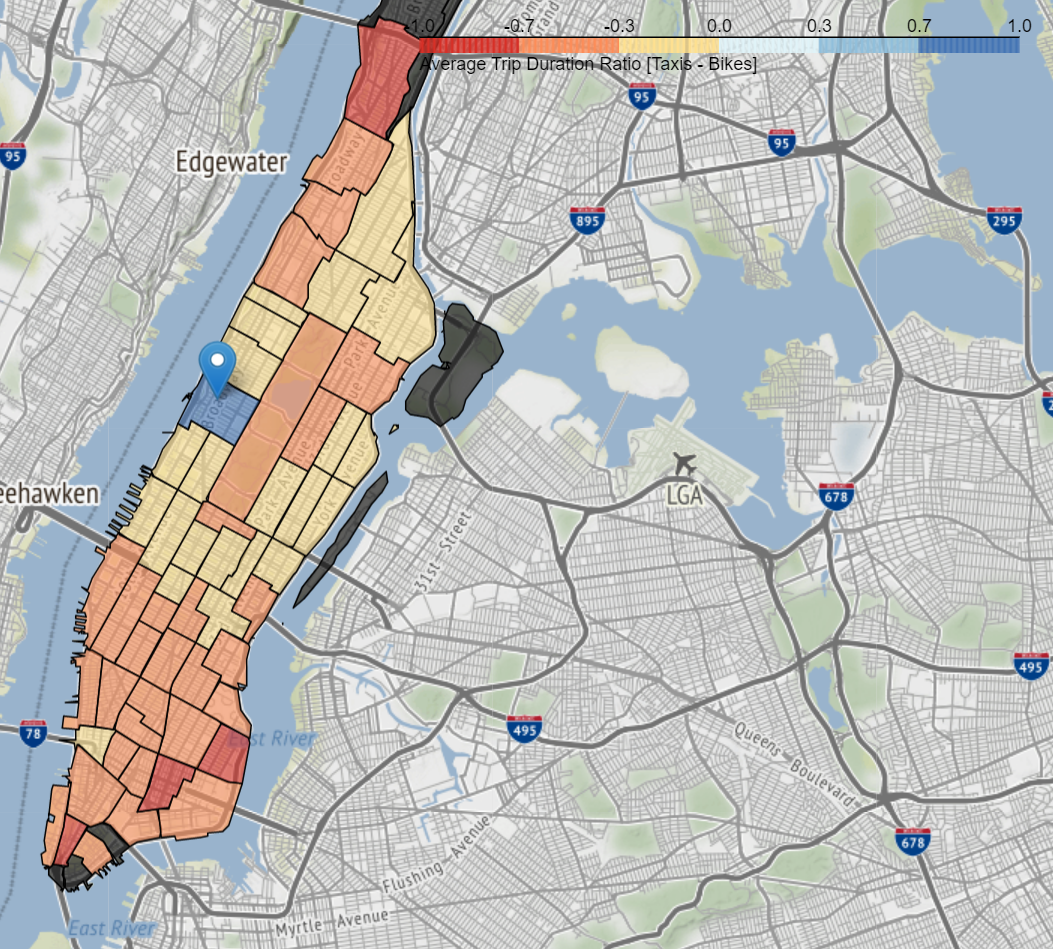 -1.0 -0.7 -0.3 0.0 0.3 0.7 1.0
Average Trip Duration Ratio [Taxis - Bikes]
95
95
95
Edgewater
295
895
Park Avenue
Park
eehawken
LGA
678
Park Avenue
York Avenue
31st Street
495
495
78
East River
Queens Boulevard
678
Flushing Avenue
Myrtle Avenue
East River